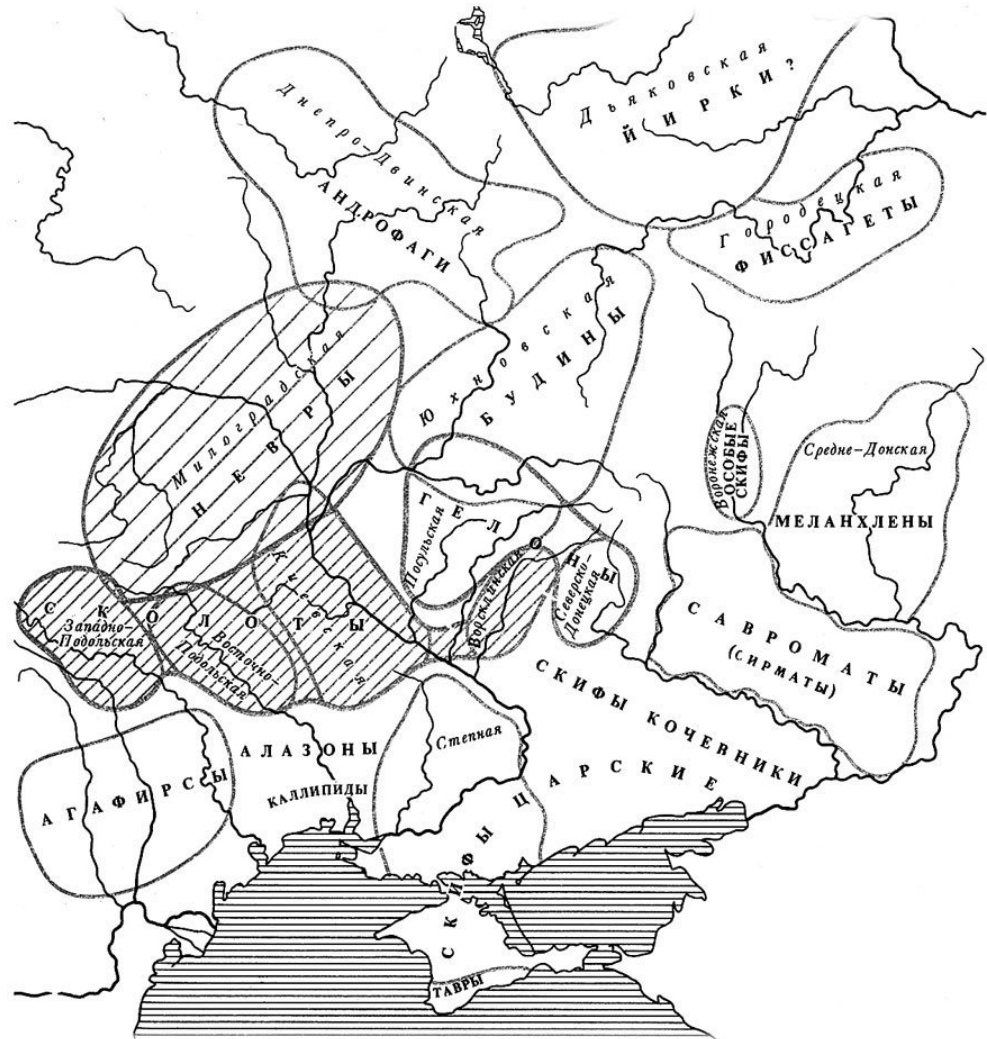 Дьяковская
ЙИРКИ?
Днепро-Двинская
АНДРОФАГИ
Городецкая
ФИССАГЕТЫ
Милоградская
НЕВРЫ
Юхновская
БУДИНЫ
Воронежская
ОСОБЫЕ
СКИФЫ
Средне-Донская
МЕЛАНХЛЕНЫ
ГЕЛОНЫ
Посульская
Ворсклинская
Северско-
Донецкая
Киевская
СКОЛОТЫ
Западно-
Подольская
Восточно-
Подольская
САВРОМАТЫ
(СИРМАТЫ)
СКИФЫ КОЧЕВНИКИ
Степная
АЛАЗОНЫ
КАЛЛИПИДЫ
АГАФИРССЫ
СКИФЫ ЦАРСКИЕ
ТАВРЫ